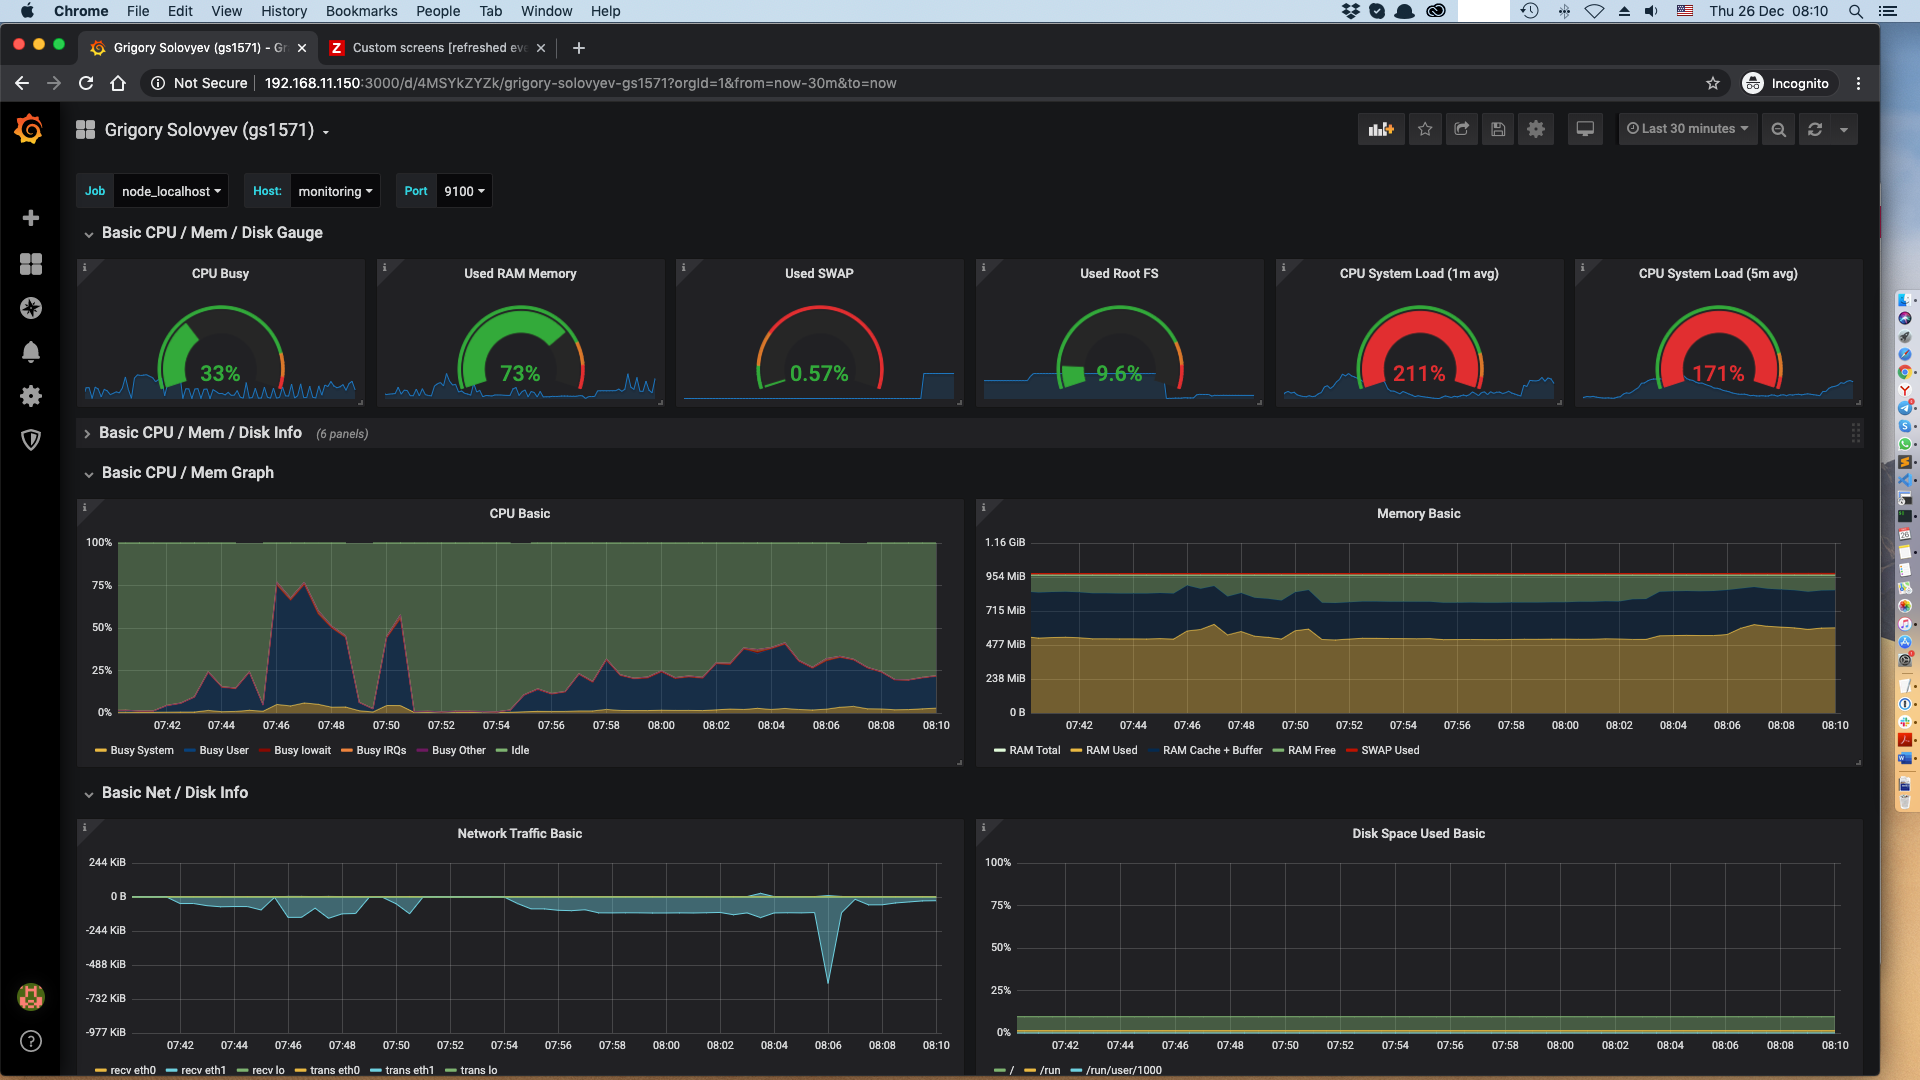 Chrome File Edit View History Bookmarks People Tab Window Help Thu 26 Dec 08:10
Grigory Solovyev (gs1571) - Gr Custom screens [refreshed eve
Not Secure 192.168.11.150:3000/d/4MSYkZYZk/grigory-solovyev-gs1571?orgId=1&from=now-30m&to=now Incognito
Grigory Solovyev (gs1571) Last 30 minutes
Job node_localhost Host: monitoring Port 9100
Basic CPU / Mem / Disk Gauge
CPU Busy Used RAM Memory Used SWAP Used Root FS CPU System Load (1m avg) CPU System Load (5m avg)
33% 73% 0.57% 9.6% 211% 171%
Basic CPU / Mem / Disk Info (6 panels)
Basic CPU / Mem Graph
CPU Basic
100%
75%
50%
25%
0%
07:42 07:44 07:46 07:48 07:50 07:52 07:54 07:56 07:58 08:00 08:02 08:04 08:06 08:08 08:10
Busy System Busy User Busy Iowait Busy IRQs Busy Other Idle
Memory Basic
1.16 GiB
954 MiB
715 MiB
477 MiB
238 MiB
0 B
07:42 07:44 07:46 07:48 07:50 07:52 07:54 07:56 07:58 08:00 08:02 08:04 08:06 08:08 08:10
RAM Total RAM Used RAM Cache + Buffer RAM Free SWAP Used
Basic Net / Disk Info
Network Traffic Basic
244 KiB
0 B
-244 KiB
-488 KiB
-732 KiB
-977 KiB
07:42 07:44 07:46 07:48 07:50 07:52 07:54 07:56 07:58 08:00 08:02 08:04 08:06 08:08 08:10
recv eth0 recv eth1 recv lo trans eth0 trans eth1 trans lo
Disk Space Used Basic
100%
75%
50%
25%
0%
07:42 07:44 07:46 07:48 07:50 07:52 07:54 07:56 07:58 08:00 08:02 08:04 08:06 08:08 08:10
/ /run /run/user/1000